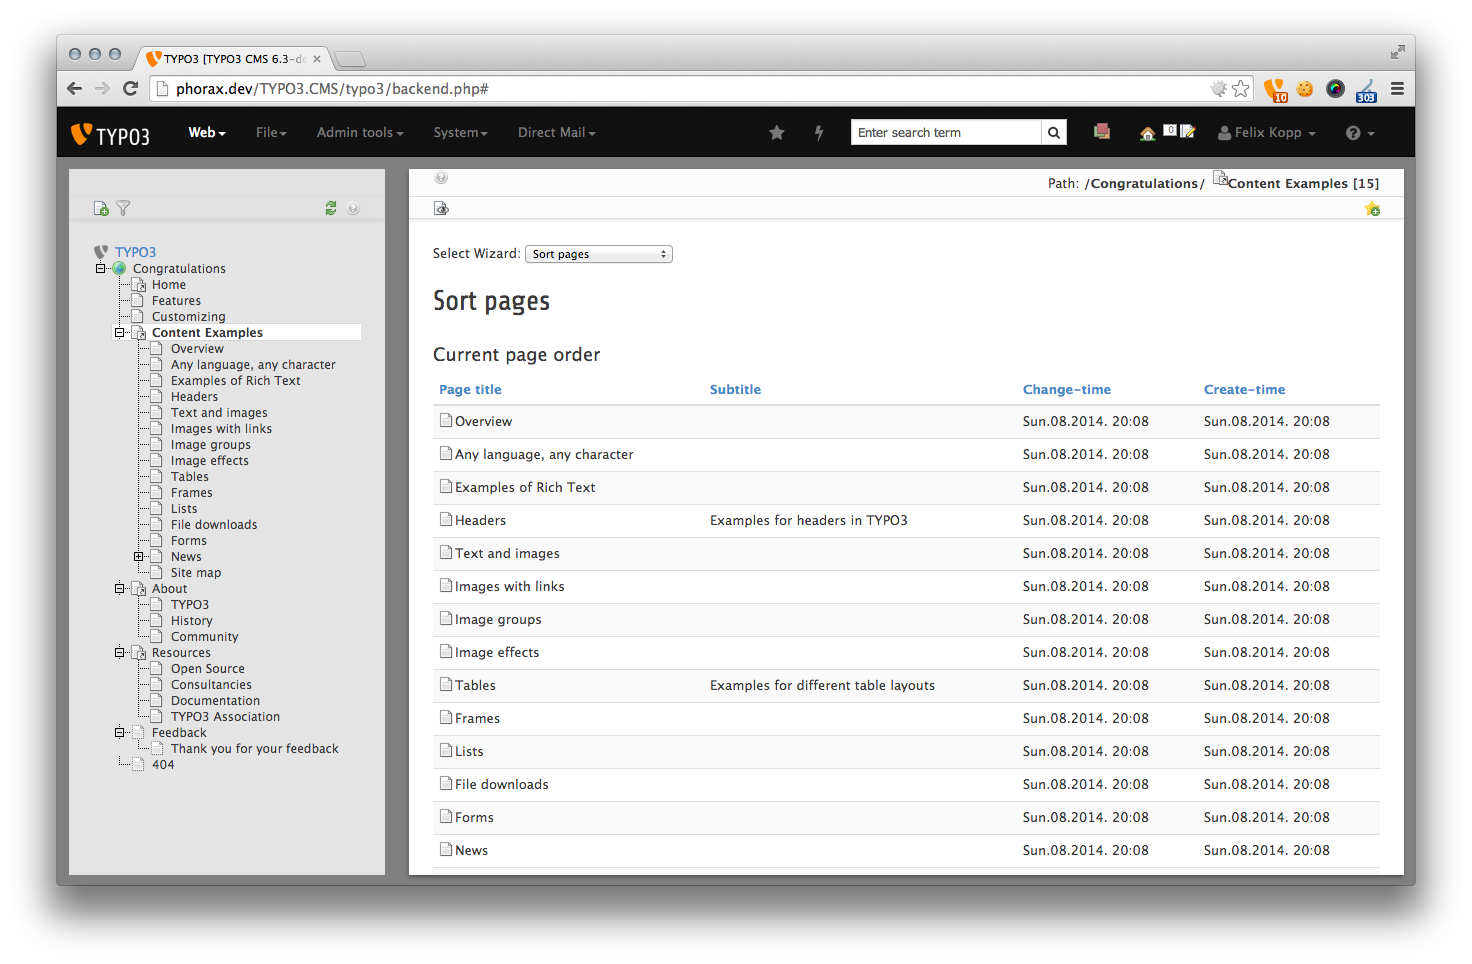 TYPO3 [TYPO3 CMS 6.3-de
phorax.dev/TYPO3.CMS/typo3/backend.php#
10
303
TYPO3 Web File Admin tools System Direct Mail Enter search term 0 Felix Kopp ?
Path: /Congratulations/ Content Examples [15]
TYPO3
Congratulations
Home
Features
Customizing
Content Examples
Overview
Any language, any character
Examples of Rich Text
Headers
Text and images
Images with links
Image groups
Image effects
Tables
Frames
Lists
File downloads
Forms
News
Site map
About
TYPO3
History
Community
Resources
Open Source
Consultancies
Documentation
TYPO3 Association
Feedback
Thank you for your feedback
404
Select Wizard: Sort pages
Sort pages
Current page order
Page title Subtitle Change-time Create-time
Overview Sun.08.2014. 20:08 Sun.08.2014. 20:08
Any language, any character Sun.08.2014. 20:08 Sun.08.2014. 20:08
Examples of Rich Text Sun.08.2014. 20:08 Sun.08.2014. 20:08
Headers Examples for headers in TYPO3 Sun.08.2014. 20:08 Sun.08.2014. 20:08
Text and images Sun.08.2014. 20:08 Sun.08.2014. 20:08
Images with links Sun.08.2014. 20:08 Sun.08.2014. 20:08
Image groups Sun.08.2014. 20:08 Sun.08.2014. 20:08
Image effects Sun.08.2014. 20:08 Sun.08.2014. 20:08
Tables Examples for different table layouts Sun.08.2014. 20:08 Sun.08.2014. 20:08
Frames Sun.08.2014. 20:08 Sun.08.2014. 20:08
Lists Sun.08.2014. 20:08 Sun.08.2014. 20:08
File downloads Sun.08.2014. 20:08 Sun.08.2014. 20:08
Forms Sun.08.2014. 20:08 Sun.08.2014. 20:08
News Sun.08.2014. 20:08 Sun.08.2014. 20:08